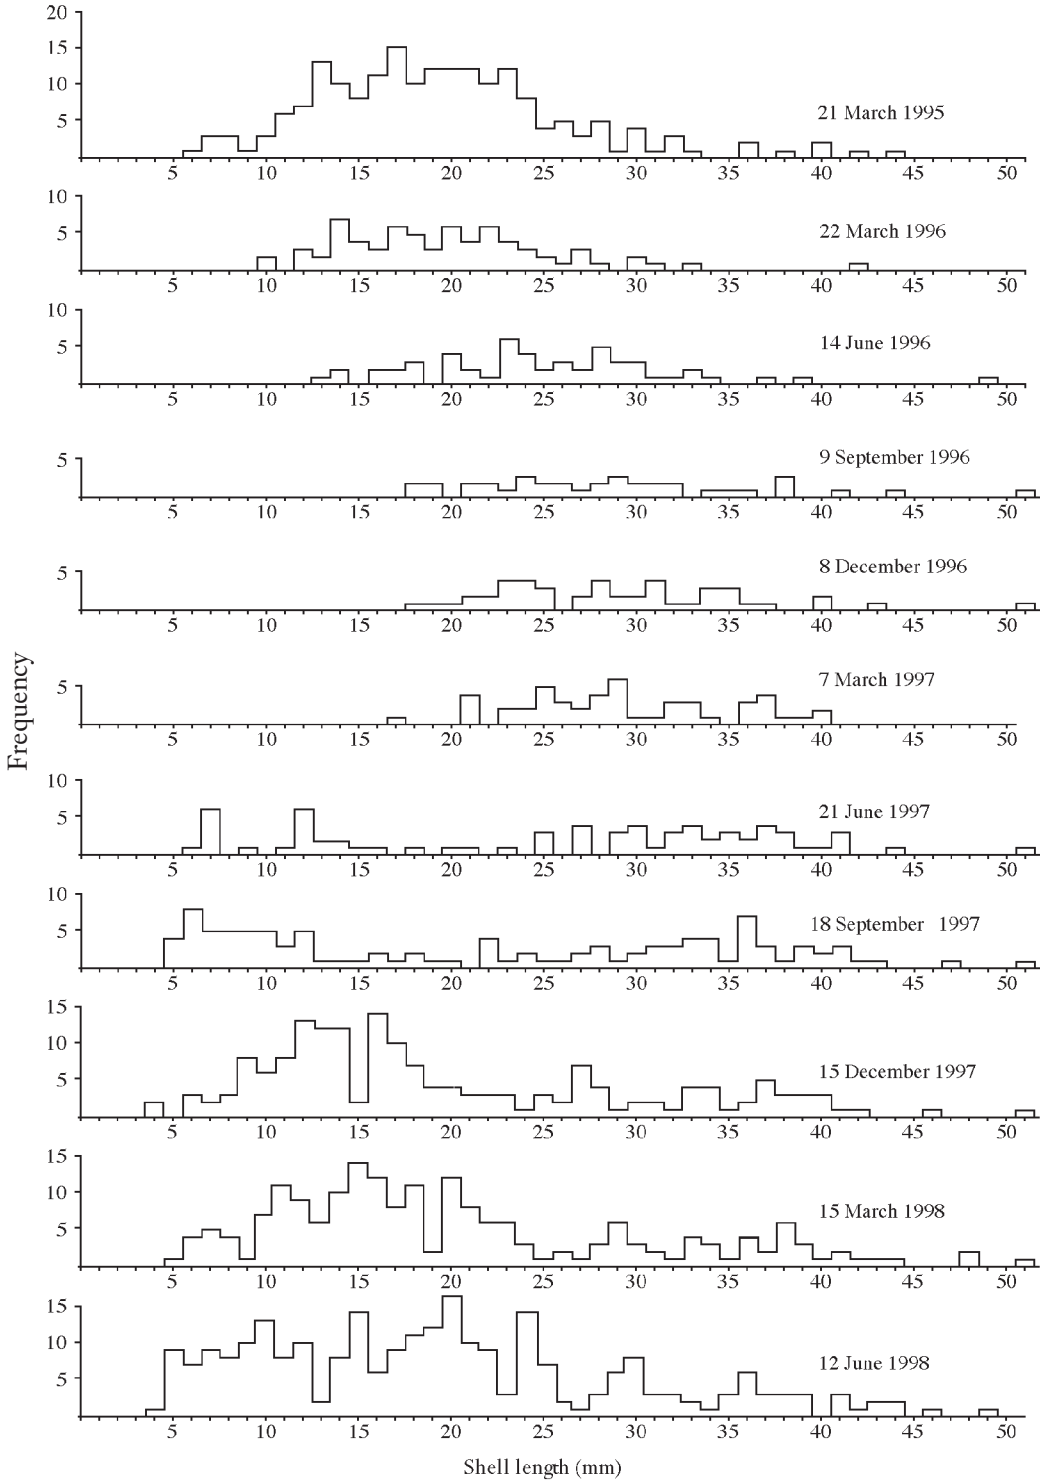 20
15
10
5
21 March 1995
5 10 15 20 25 30 35 40 45 50
10
5
22 March 1996
5 10 15 20 25 30 35 40 45 50
10
5
14 June 1996
5 10 15 20 25 30 35 40 45 50
5
9 September 1996
5 10 15 20 25 30 35 40 45 50
5
8 December 1996
5 10 15 20 25 30 35 40 45 50
Frequency
5
7 March 1997
5 10 15 20 25 30 35 40 45 50
10
5
21 June 1997
5 10 15 20 25 30 35 40 45 50
10
5
18 September 1997
5 10 15 20 25 30 35 40 45 50
15
10
5
15 December 1997
5 10 15 20 25 30 35 40 45 50
15
10
5
15 March 1998
5 10 15 20 25 30 35 40 45 50
15
10
5
12 June 1998
5 10 15 20 25 30 35 40 45 50
Shell length (mm)